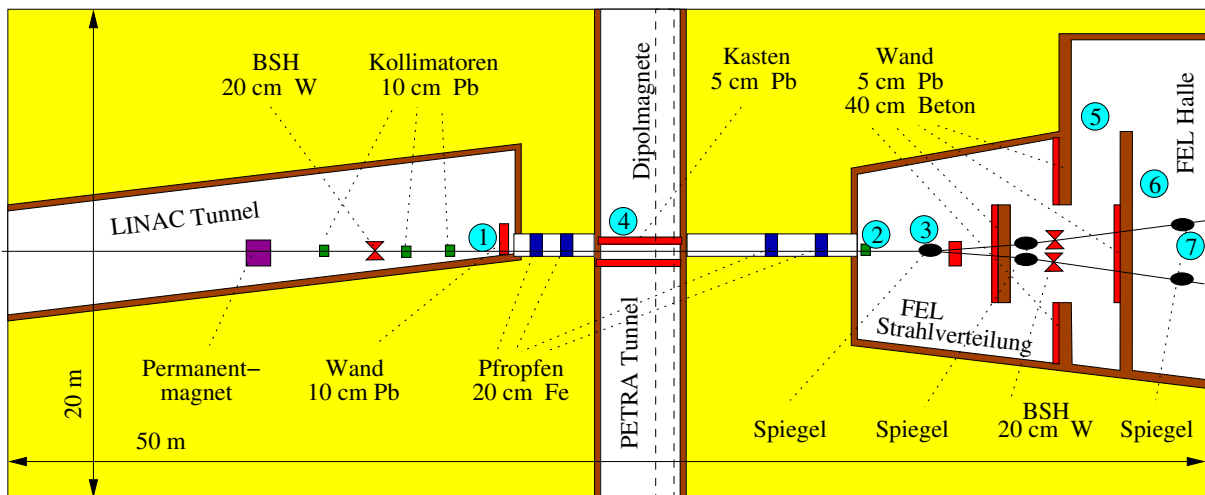 BSH
20 cm W
Kollimatoren
10 cm Pb
Dipolmagnete
Kasten
5 cm Pb
Wand
5 cm Pb
40 cm Beton
5
FEL Halle
6
LINAC Tunnel
1
4
2
3
7
FEL
Strahlverteilung
Permanent−
magnet
Wand
10 cm Pb
Pfropfen
20 cm Fe
PETRA Tunnel
Spiegel
Spiegel
BSH
20 cm W
Spiegel
20 m
50 m